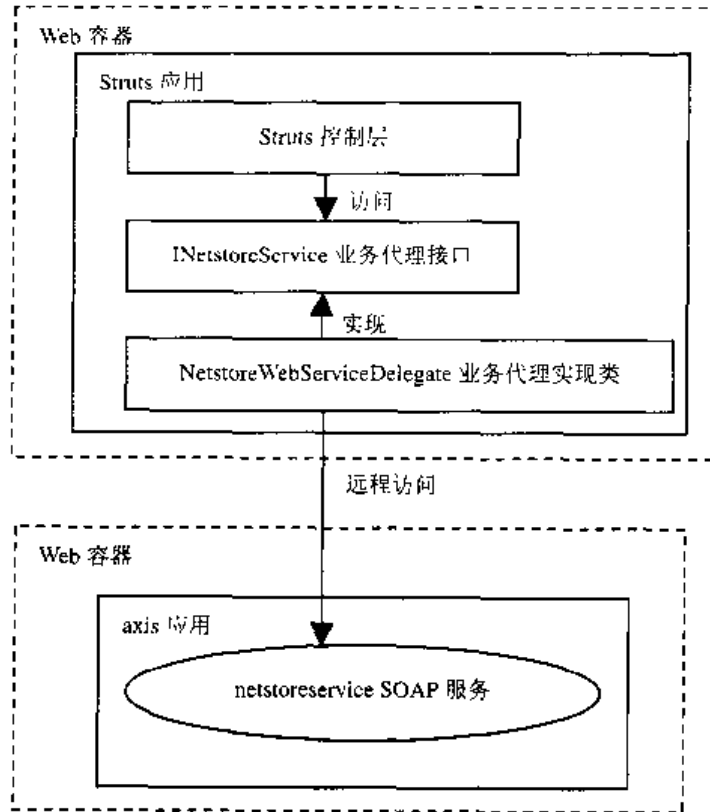 Web 容器
Struts 应用
Struts 控制层
访问
INetstoreService 业务代理接口
实现
NetstoreWebServiceDelegate 业务代理实现类
远程访问
Web 容器
axis 应用
netstoreservice SOAP 服务